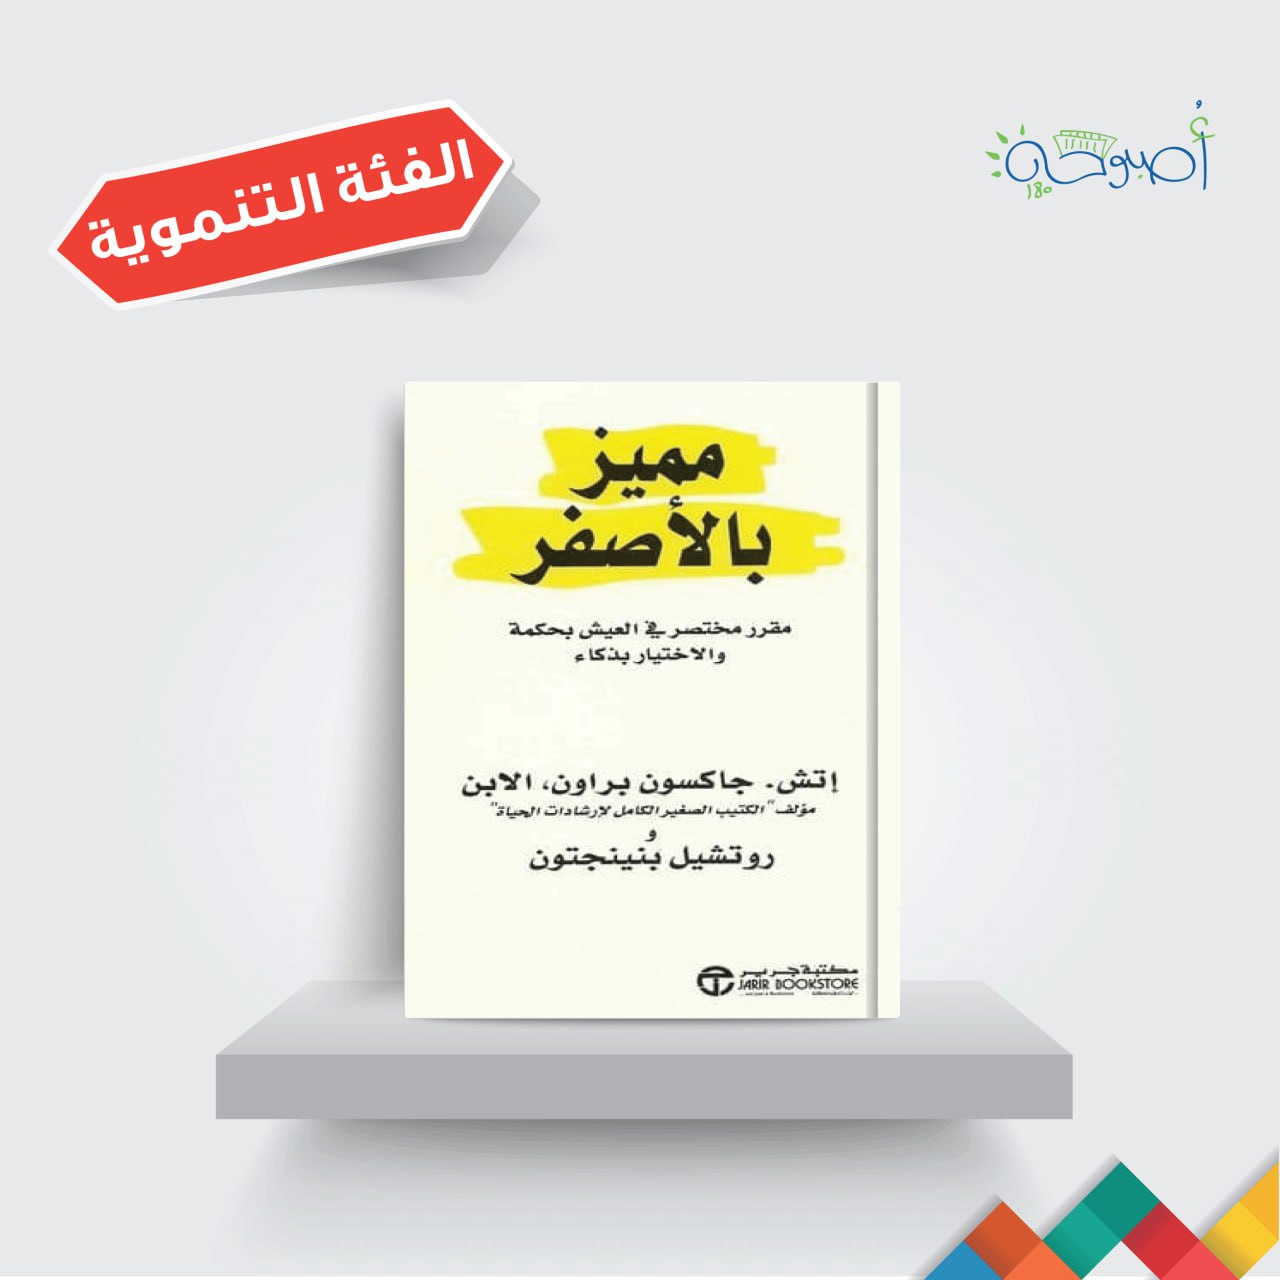 أصبوحة
180
الفئة التنموية
مميز
بالأصفر
مقرر مختصر في العيش بحكمة
والاختيار بذكاء
إتش. جاكسون براون، الابن
مؤلف "الكتيب الصغير الكامل لإرشادات الحياة"
و
روتشيل بنينجتون
مكتبة جرير
JARIR BOOKSTORE